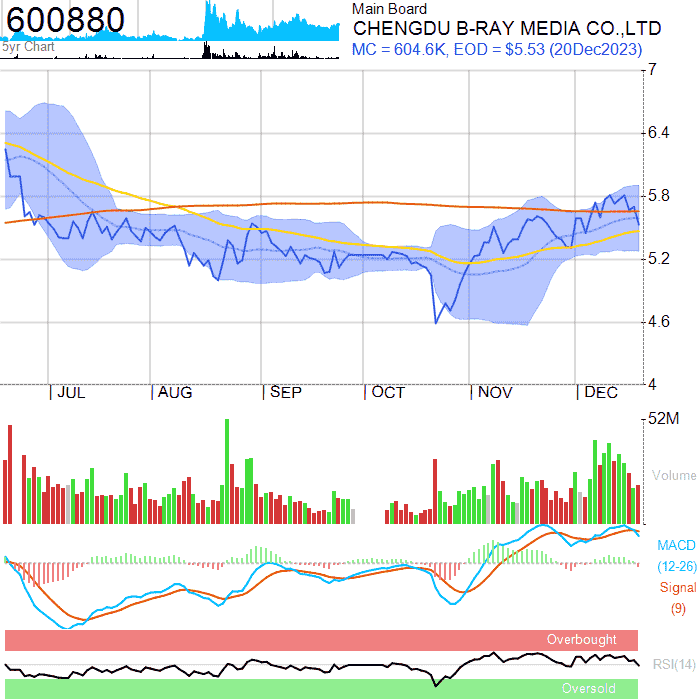 600880
5yr Chart
Main Board
CHENGDU B-RAY MEDIA CO.,LTD
MC = 604.6K, EOD = $5.53 (20Dec2023)
7
6.4
5.8
5.2
4.6
4
JUL AUG SEP OCT NOV DEC
52M
Volume
MACD
(12-26)
Signal
(9)
Overbought
RSI(14)
Oversold